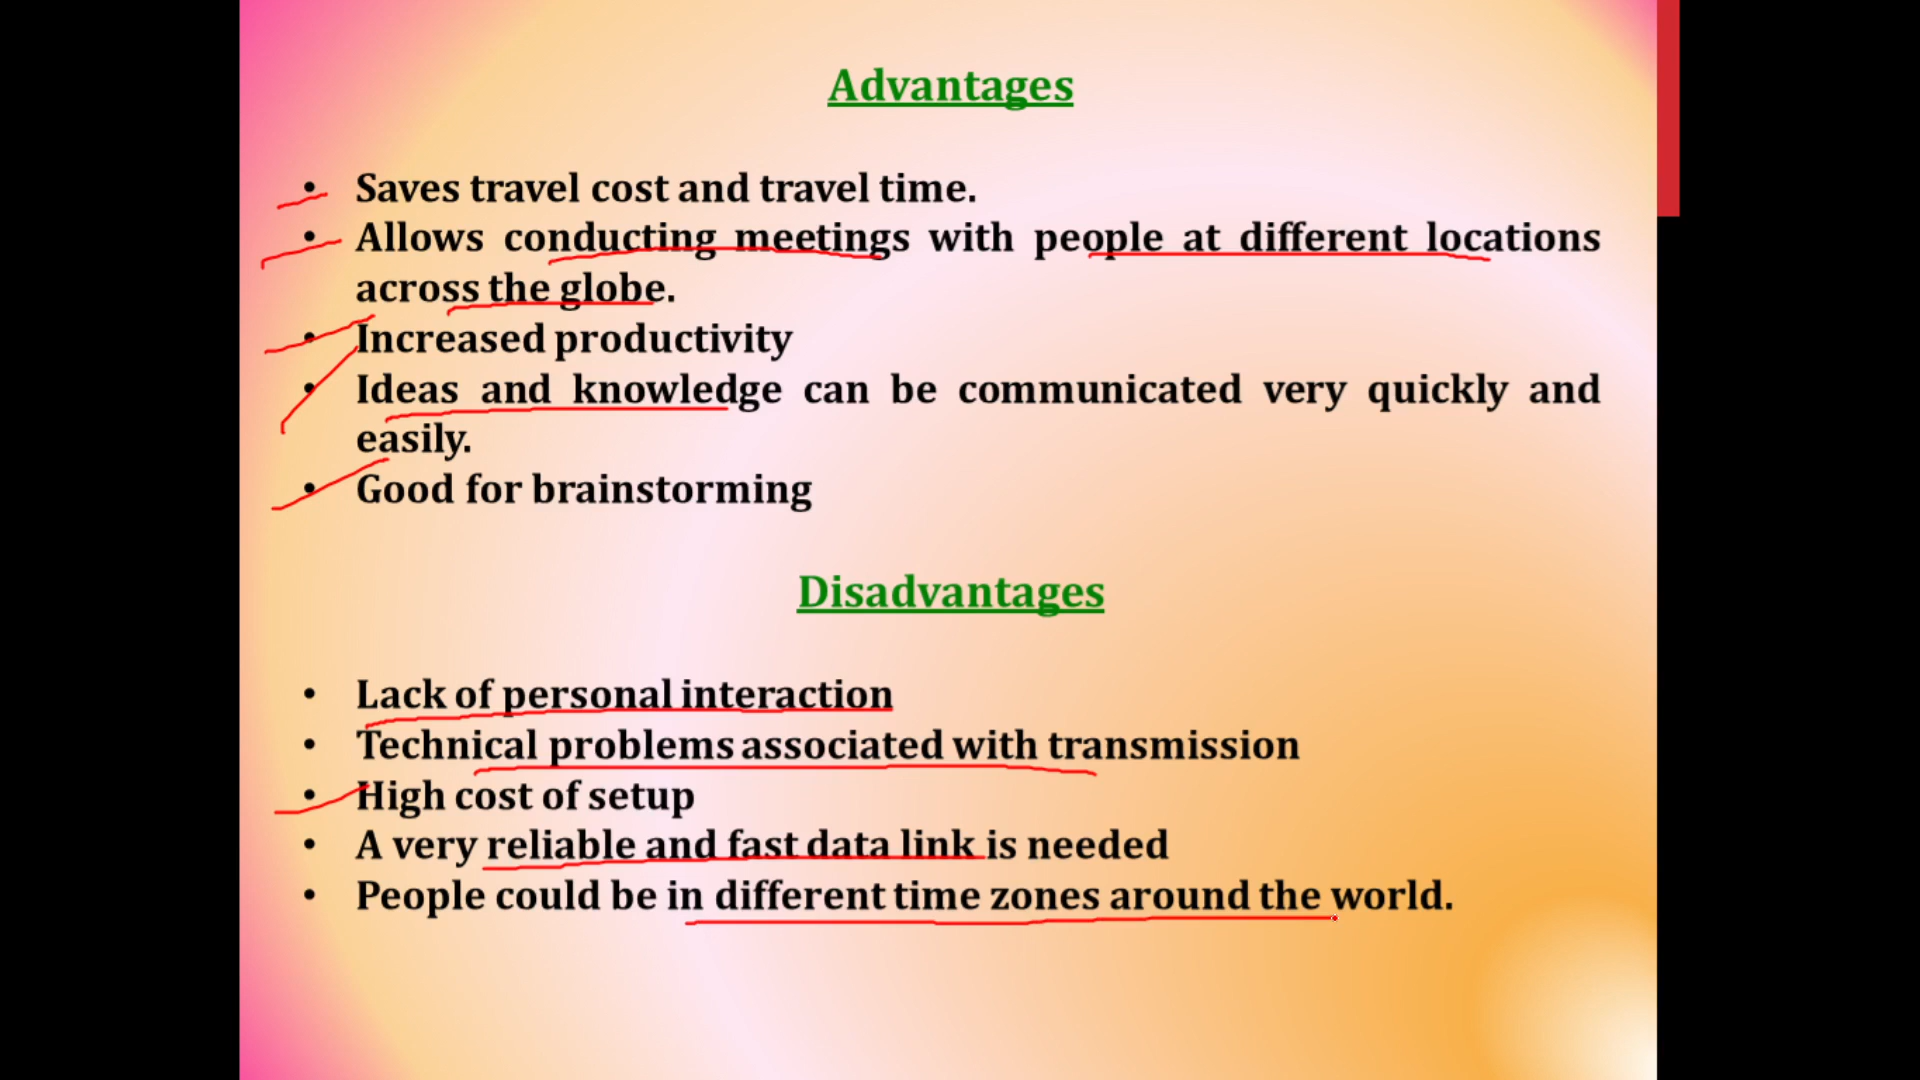 Advantages
• Saves travel cost and travel time.
• Allows conducting meetings with people at different locations
across the globe.
• Increased productivity
• Ideas and knowledge can be communicated very quickly and
easily.
• Good for brainstorming
Disadvantages
• Lack of personal interaction
• Technical problems associated with transmission
• High cost of setup
• A very reliable and fast data link is needed
• People could be in different time zones around the world.